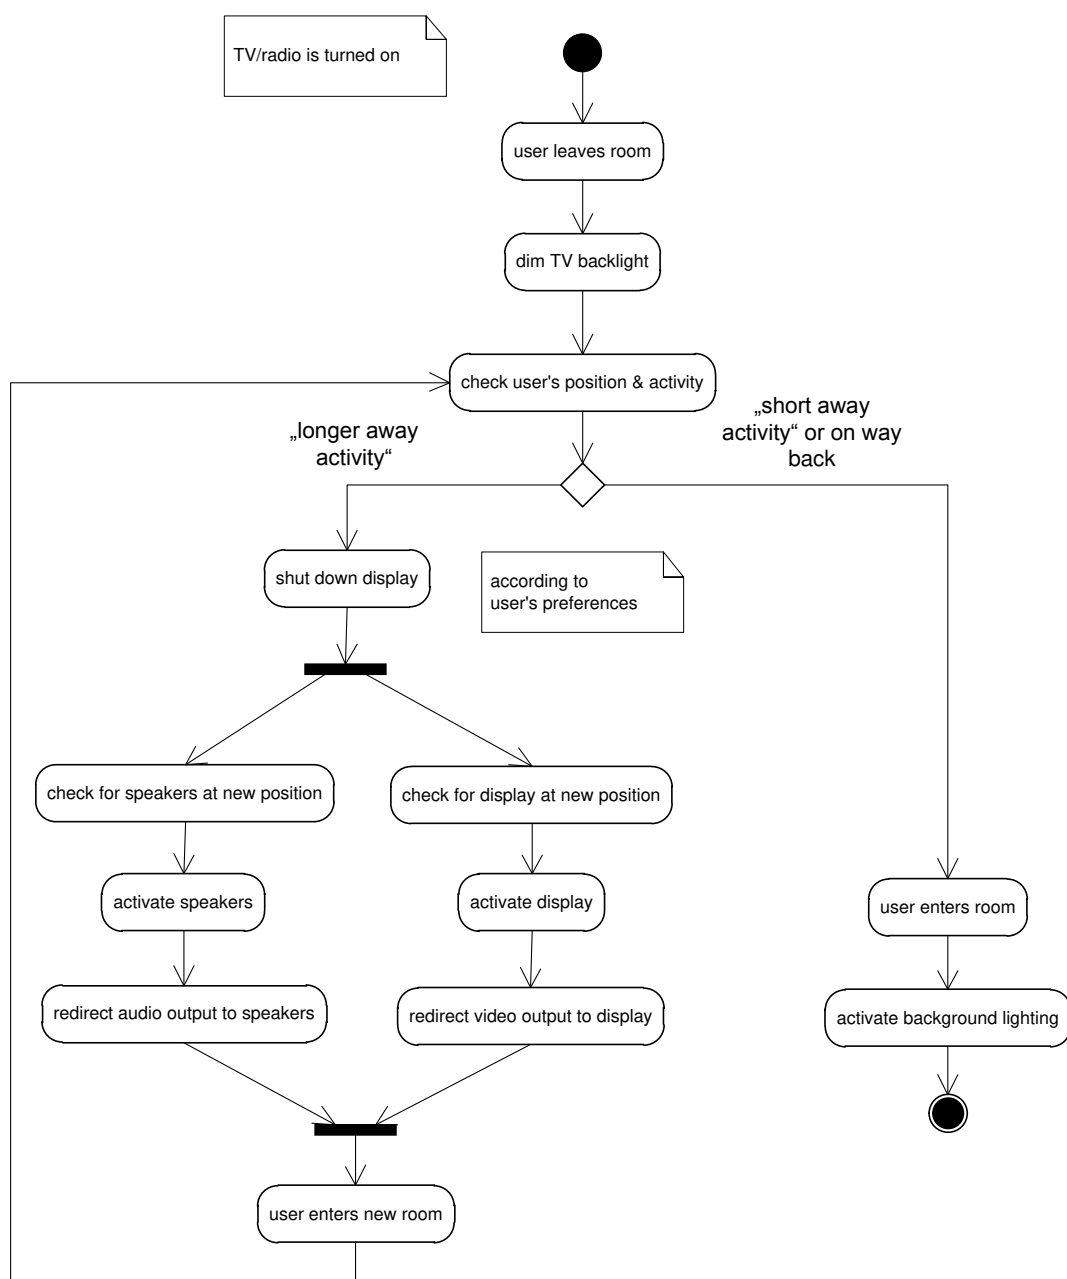 TV/radio is turned on
user leaves room
dim TV backlight
check user's position & activity
„longer away
activity“
„short away
activity“ or on way
back
shut down display
according to
user's preferences
check for speakers at new position
check for display at new position
activate speakers
activate display
user enters room
redirect audio output to speakers
redirect video output to display
activate background lighting
user enters new room